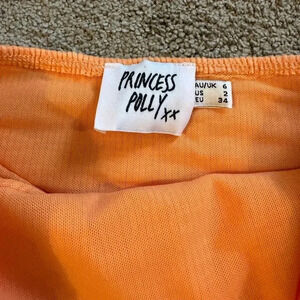 PRINCESS
POLLY xx
AU/UK 6
US 2
EU 34